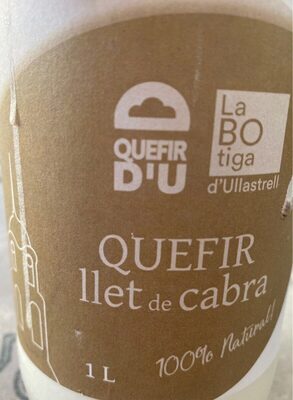 QUEFIR
D'U
La
BO
tiga
d'Ullastrell
QUEFIR
llet de cabra
1 L
100% Natural!